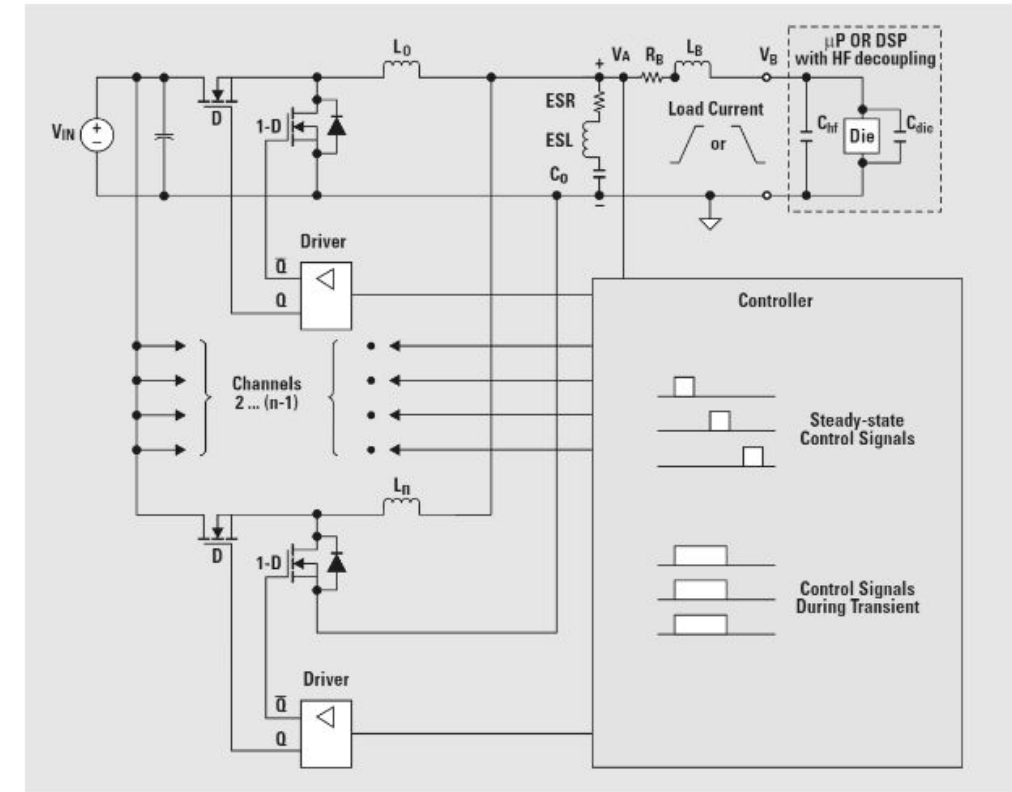 L0
VA
RB
LB
VB
µP OR DSP
with HF decoupling
VIN
+
−
D
1-D
+
ESR
ESL
CO
−
Load Current
or
Chf
Die
Cdie
Driver
Q̅
Q
Controller
Channels
2 ... (n-1)
Steady-state
Control Signals
Ln
D
1-D
Control Signals
During Transient
Driver
Q̅
Q